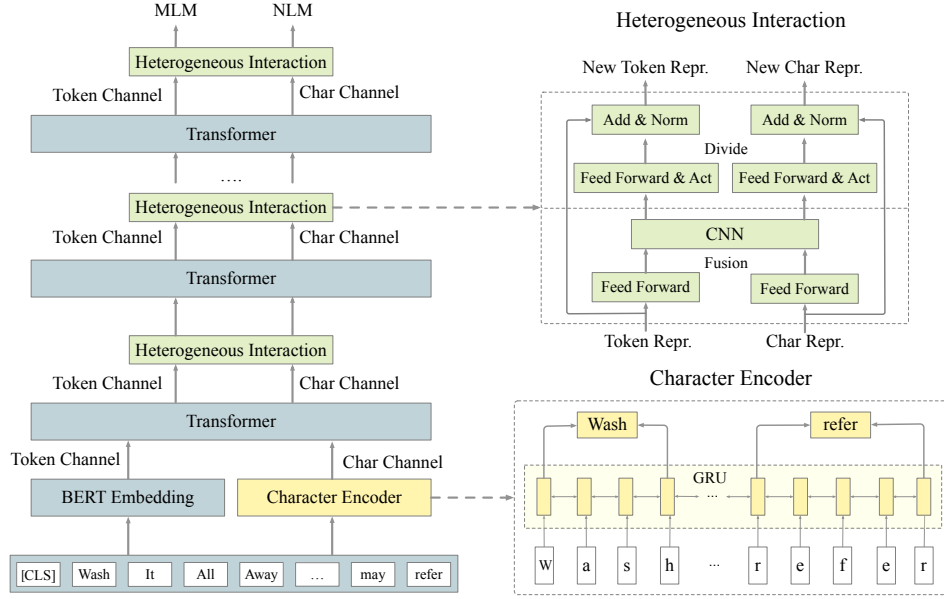 MLM NLM
Heterogeneous Interaction
Token Channel Char Channel
Transformer
....
Heterogeneous Interaction
Token Channel Char Channel
Transformer
Heterogeneous Interaction
Token Channel Char Channel
Transformer
Token Channel Char Channel
BERT Embedding Character Encoder
[CLS] Wash It All Away ... may refer
Heterogeneous Interaction
New Token Repr. New Char Repr.
Add & Norm Add & Norm
Divide
Feed Forward & Act Feed Forward & Act
CNN
Fusion
Feed Forward Feed Forward
Token Repr. Char Repr.
Character Encoder
Wash refer
GRU
...
W a s h ... r e f e r